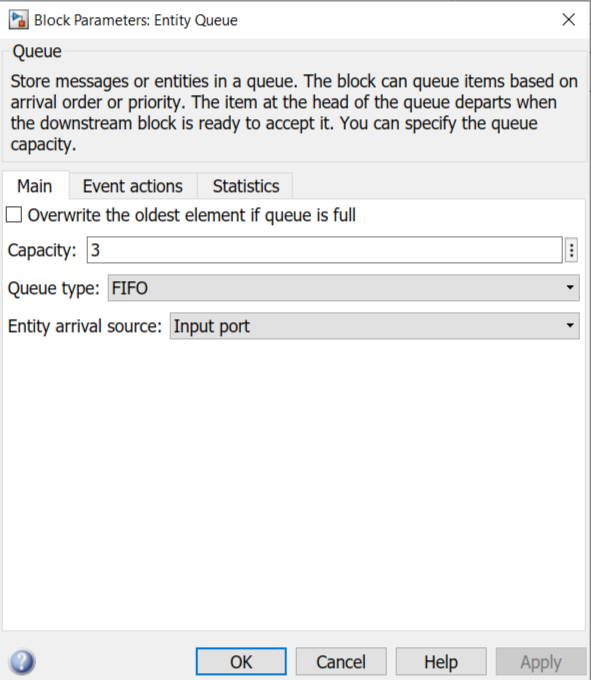 Block Parameters: Entity Queue
Queue
Store messages or entities in a queue. The block can queue items based on
arrival order or priority. The item at the head of the queue departs when
the downstream block is ready to accept it. You can specify the queue
capacity.
Main Event actions Statistics
Overwrite the oldest element if queue is full
Capacity: 3
Queue type: FIFO
Entity arrival source: Input port
OK Cancel Help Apply